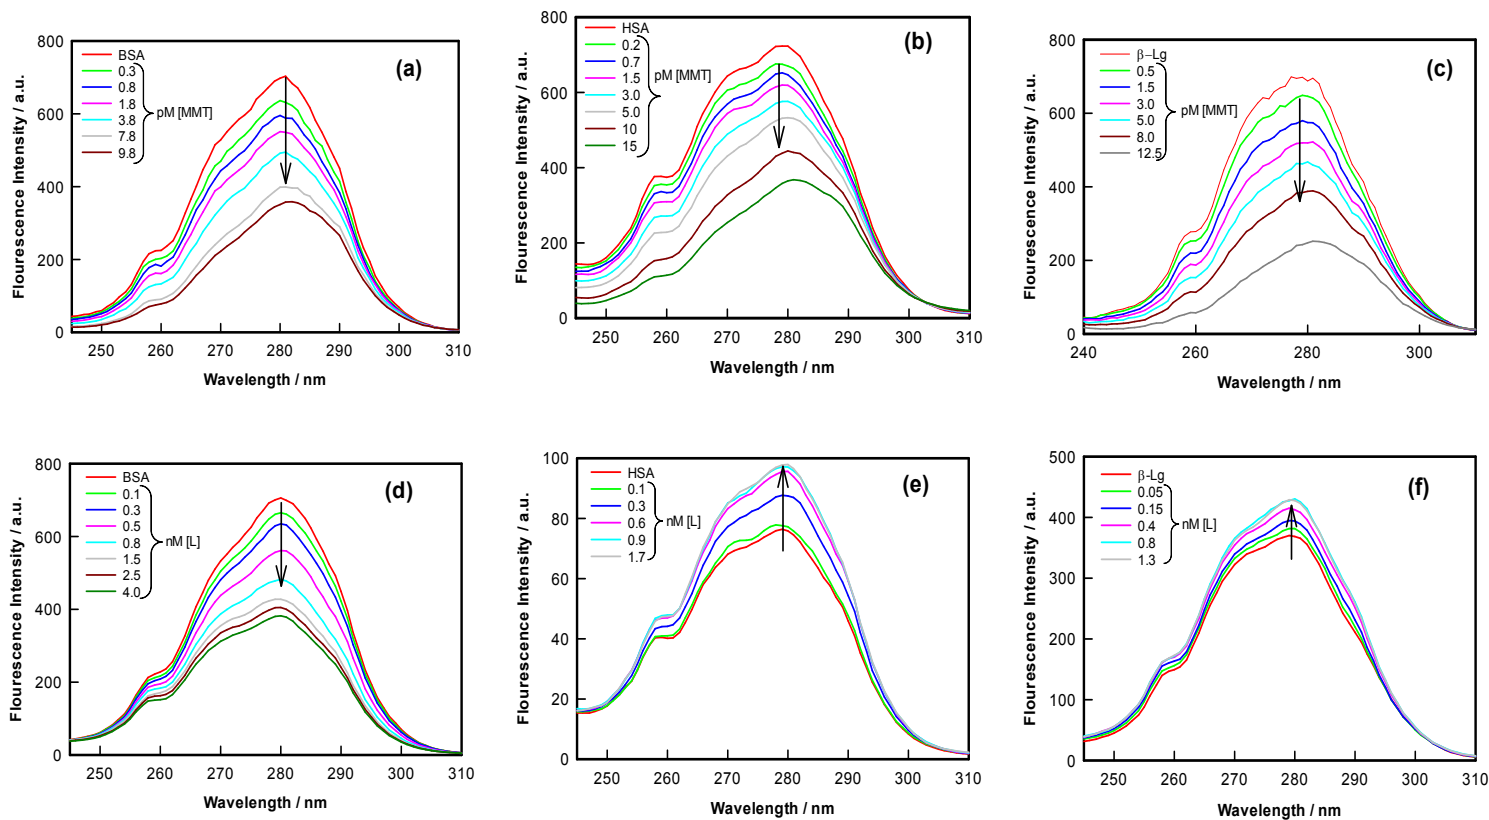 (a)
Flourescence Intensity / a.u.
800
600
400
200
0
BSA
0.3
0.8
1.8
3.8
7.8
9.8
pM [MMT]
250 260 270 280 290 300 310
Wavelength / nm
(b)
Flourescence Intensity / a.u.
800
600
400
200
0
HSA
0.2
0.7
1.5
3.0
5.0
10
15
pM [MMT]
250 260 270 280 290 300 310
Wavelength / nm
(c)
Flourescence Intensity / a.u.
800
600
400
200
0
β–Lg
0.5
1.5
3.0
5.0
8.0
12.5
pM [MMT]
240 260 280 300
Wavelength / nm
(d)
Flourescence Intensity / a.u.
800
600
400
200
0
BSA
0.1
0.3
0.5
0.8
1.5
2.5
4.0
nM [L]
250 260 270 280 290 300 310
Wavelength / nm
(e)
Flourescence Intensity / a.u.
100
80
60
40
20
0
HSA
0.1
0.3
0.6
0.9
1.7
nM [L]
250 260 270 280 290 300 310
Wavelength / nm
(f)
Flourescence Intensity / a.u.
500
400
300
200
100
0
β-Lg
0.05
0.15
0.4
0.8
1.3
nM [L]
250 260 270 280 290 300 310
Wavelength / nm